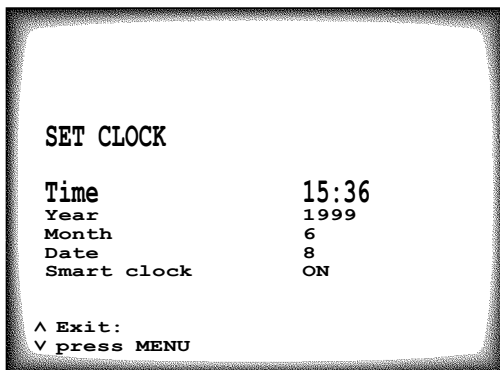 SET CLOCK
Time 15:36
Year 1999
Month 6
Date 8
Smart clock ON
∧ Exit:
∨ press MENU